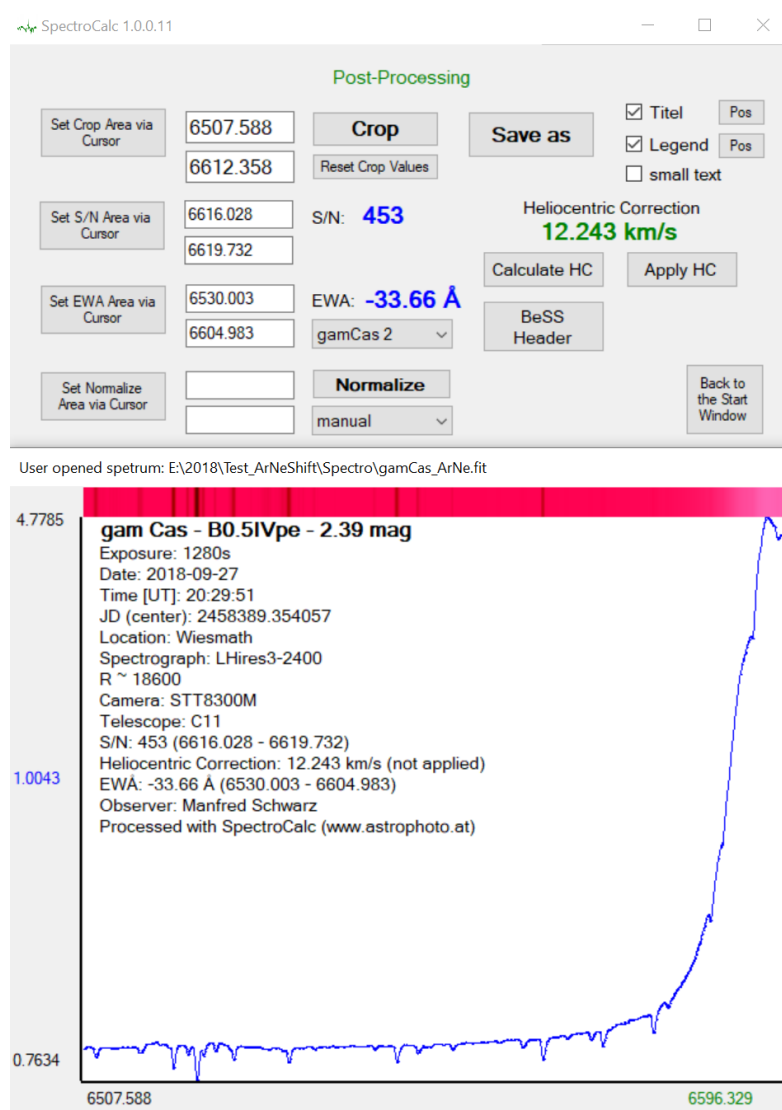 SpectroCalc 1.0.0.11
Post-Processing
Set Crop Area via
Cursor
6507.588
6612.358
Crop
Reset Crop Values
Save as
Titel
Pos
Legend
Pos
small text
Set S/N Area via
Cursor
6616.028
6619.732
S/N: 453
Heliocentric Correction
12.243 km/s
Calculate HC
Apply HC
Set EWA Area via
Cursor
6530.003
6604.983
EWA: -33.66 Å
gamCas 2
BeSS
Header
Set Normalize
Area via Cursor
Normalize
manual
Back to
the Start
Window
User opened spetrum: E:\2018\Test_ArNeShift\Spectro\gamCas_ArNe.fit
4.7785
gam Cas - B0.5IVpe - 2.39 mag
Exposure: 1280s
Date: 2018-09-27
Time [UT]: 20:29:51
JD (center): 2458389.354057
Location: Wiesmath
Spectrograph: LHires3-2400
R ~ 18600
Camera: STT8300M
Telescope: C11
S/N: 453 (6616.028 - 6619.732)
Heliocentric Correction: 12.243 km/s (not applied)
1.0043
EWÅ: -33.66 Å (6530.003 - 6604.983)
Observer: Manfred Schwarz
Processed with SpectroCalc (www.astrophoto.at)
0.7634
6507.588
6596.329